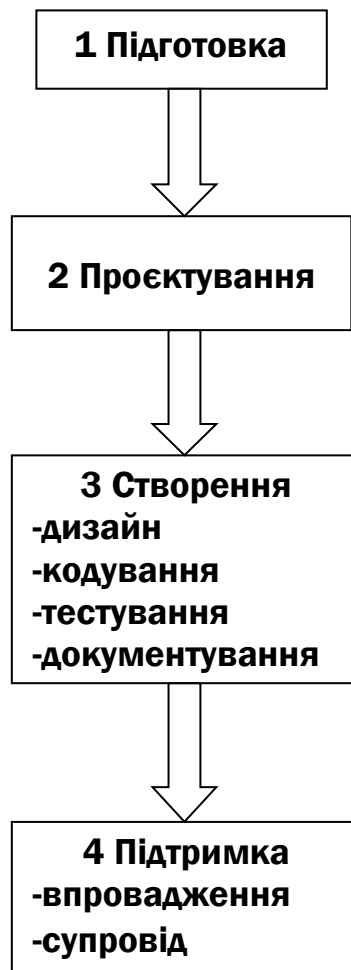 1 Підготовка
2 Проєктування
3 Створення
-дизайн
-кодування
-тестування
-документування
4 Підтримка
-впровадження
-супровід